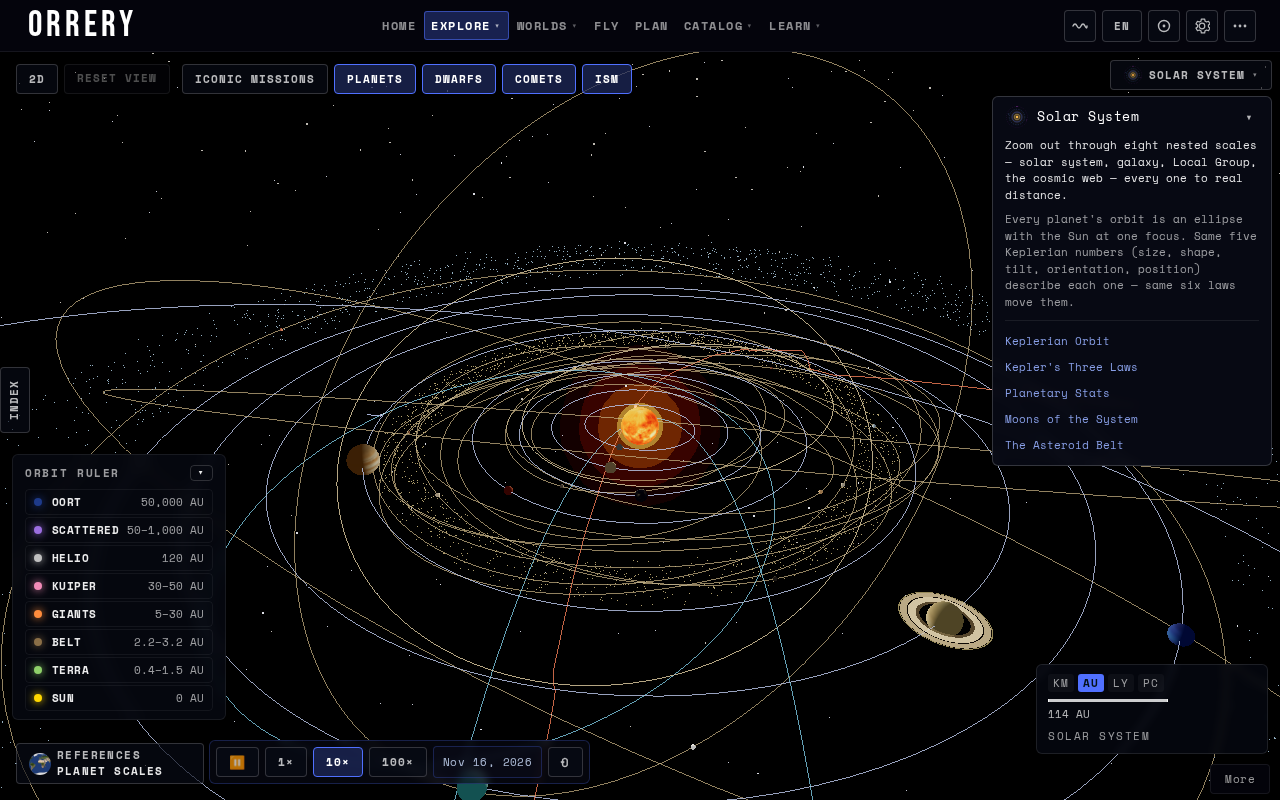 ORRERY
HOME
EXPLORE
WORLDS
FLY
PLAN
CATALOG
LEARN
EN
2D
RESET VIEW
ICONIC MISSIONS
PLANETS
DWARFS
COMETS
ISM
SOLAR SYSTEM
Solar System
Zoom out through eight nested scales
— solar system, galaxy, Local Group,
the cosmic web — every one to real
distance.
Every planet's orbit is an ellipse
with the Sun at one focus. Same five
Keplerian numbers (size, shape,
tilt, orientation, position)
describe each one — same six laws
move them.
Keplerian Orbit
Kepler's Three Laws
Planetary Stats
Moons of the System
The Asteroid Belt
INDEX
ORBIT RULER
OORT 50,000 AU
SCATTERED 50–1,000 AU
HELIO 120 AU
KUIPER 30–50 AU
GIANTS 5–30 AU
BELT 2.2–3.2 AU
TERRA 0.4–1.5 AU
SUN 0 AU
KM AU LY PC
114 AU
SOLAR SYSTEM
REFERENCES
PLANET SCALES
1×
10×
100×
Nov 16, 2026
More